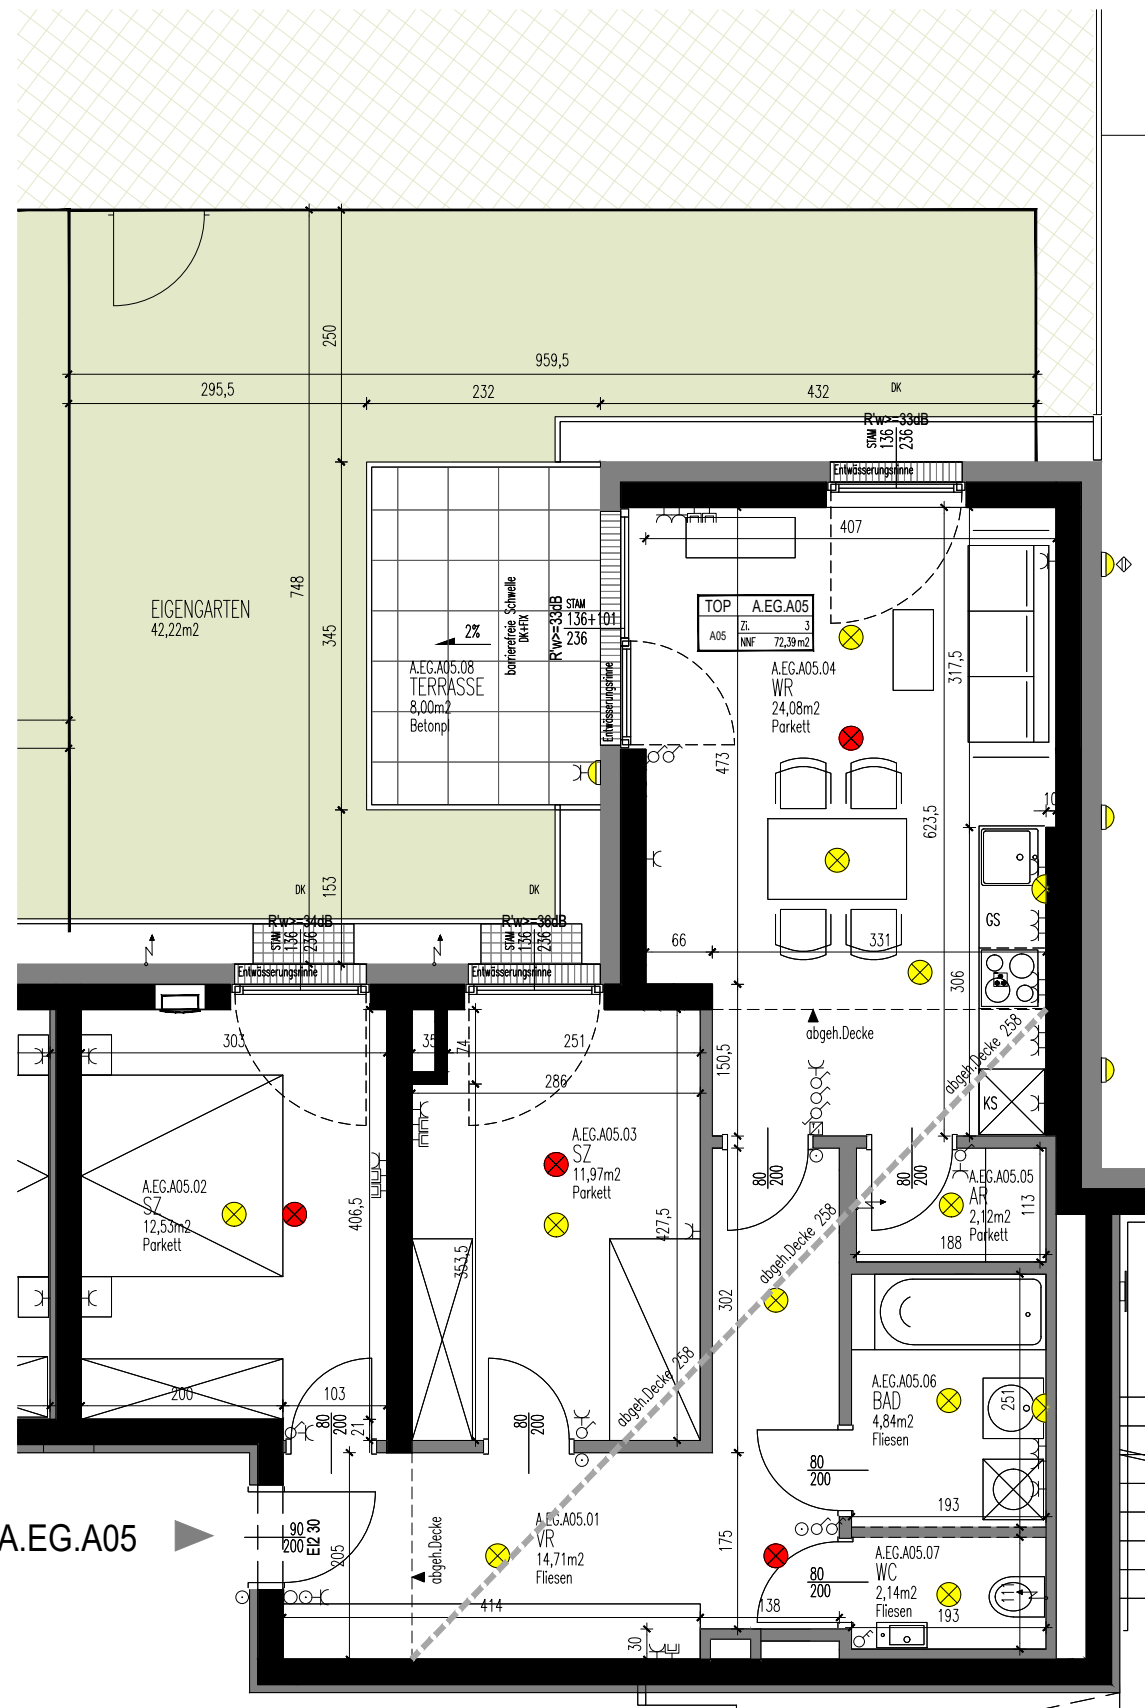 250
959,5
295,5
232
432
DK
R'w>=33dB
STAM
136
236
Entwässerungsrinne
407
748
345
EIGENGARTEN
42,22m2
2%
barrierefreie Schwelle
DK+FIX
R'w>=33dB
STAM
136+101
236
Entwässerungsrinne
A.EG.A05.08
TERRASSE
8,00m2
Betonpl
TOP A.EG.A05
A05
Zi. 3
NNF 72,39 m2
A.EG.A05.04
WR
24,08m2
Parkett
317,5
473
623,5
10
153
DK
DK
R'w>=34dB
STAM
136
236
Entwässerungsrinne
R'w>=36dB
STAM
136
236
Entwässerungsrinne
66
331
GS
306
abgeh.Decke
abgeh.Decke 258
KS
303
35
74
251
286
150,5
A.EG.A05.03
SZ
11,97m2
Parkett
80
200
80
200
A.EG.A05.05
AR
2,12m2
Parkett
113
188
A.EG.A05.02
SZ
12,53m2
Parkett
406,5
427,5
353,5
abgeh.Decke 258
302
abgeh.Decke 258
A.EG.A05.06
BAD
4,84m2
Fliesen
251
200
103
80
200
21
80
200
80
200
193
A.EG.A05
90
200
EI2 30
205
abgeh.Decke
A.EG.A05.01
VR
14,71m2
Fliesen
175
80
200
A.EG.A05.07
WC
2,14m2
Fliesen
193
414
138
30